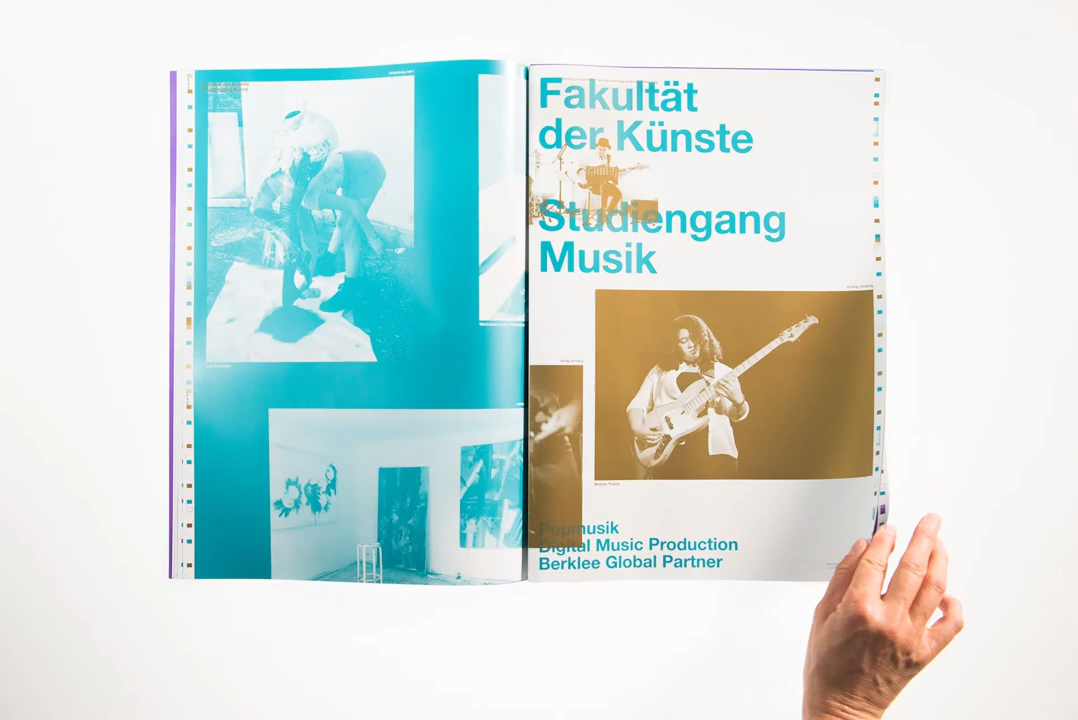 Fakultät
der Künste
Studiengang
Musik
Popmusik
Digital Music Production
Berklee Global Partner